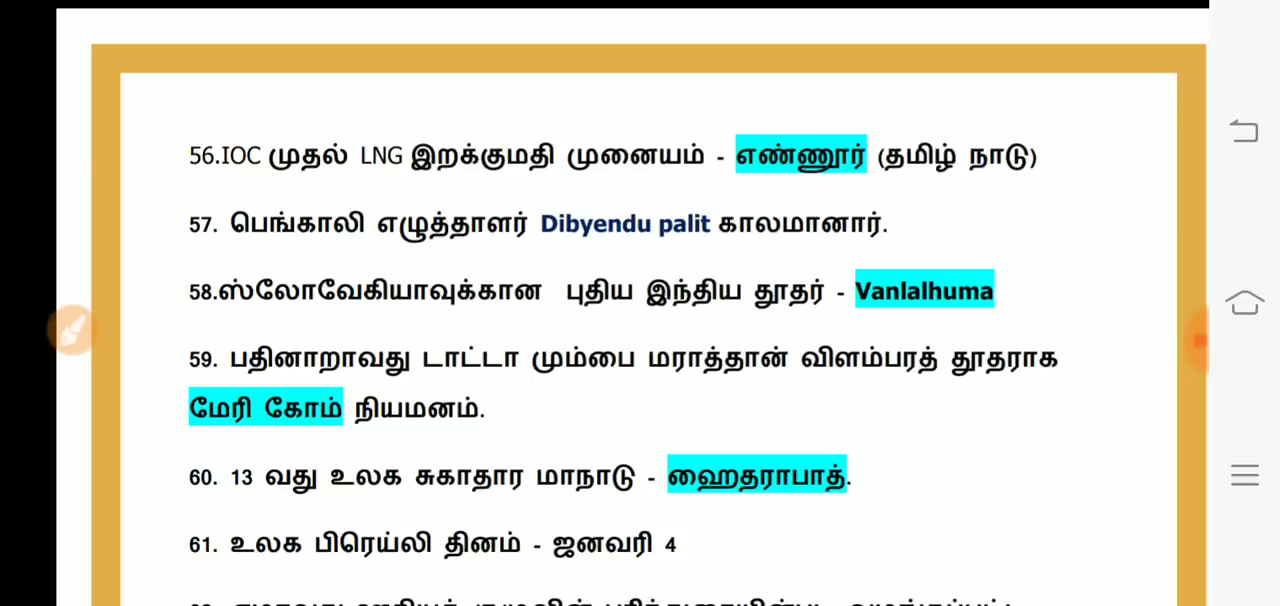 56.IOC முதல் LNG இறக்குமதி முனையம் - எண்ணூர் (தமிழ் நாடு)
57. பெங்காலி எழுத்தாளர் Dibyendu palit காலமானார்.
58.ஸ்லோவேகியாவுக்கான புதிய இந்திய தூதர் - Vanlalhuma
59. பதினாறாவது டாட்டா மும்பை மராத்தான் விளம்பரத் தூதராக
மேரி கோம் நியமனம்.
60. 13 வது உலக சுகாதார மாநாடு - ஹைதராபாத்.
61. உலக பிரெய்லி தினம் - ஜனவரி 4